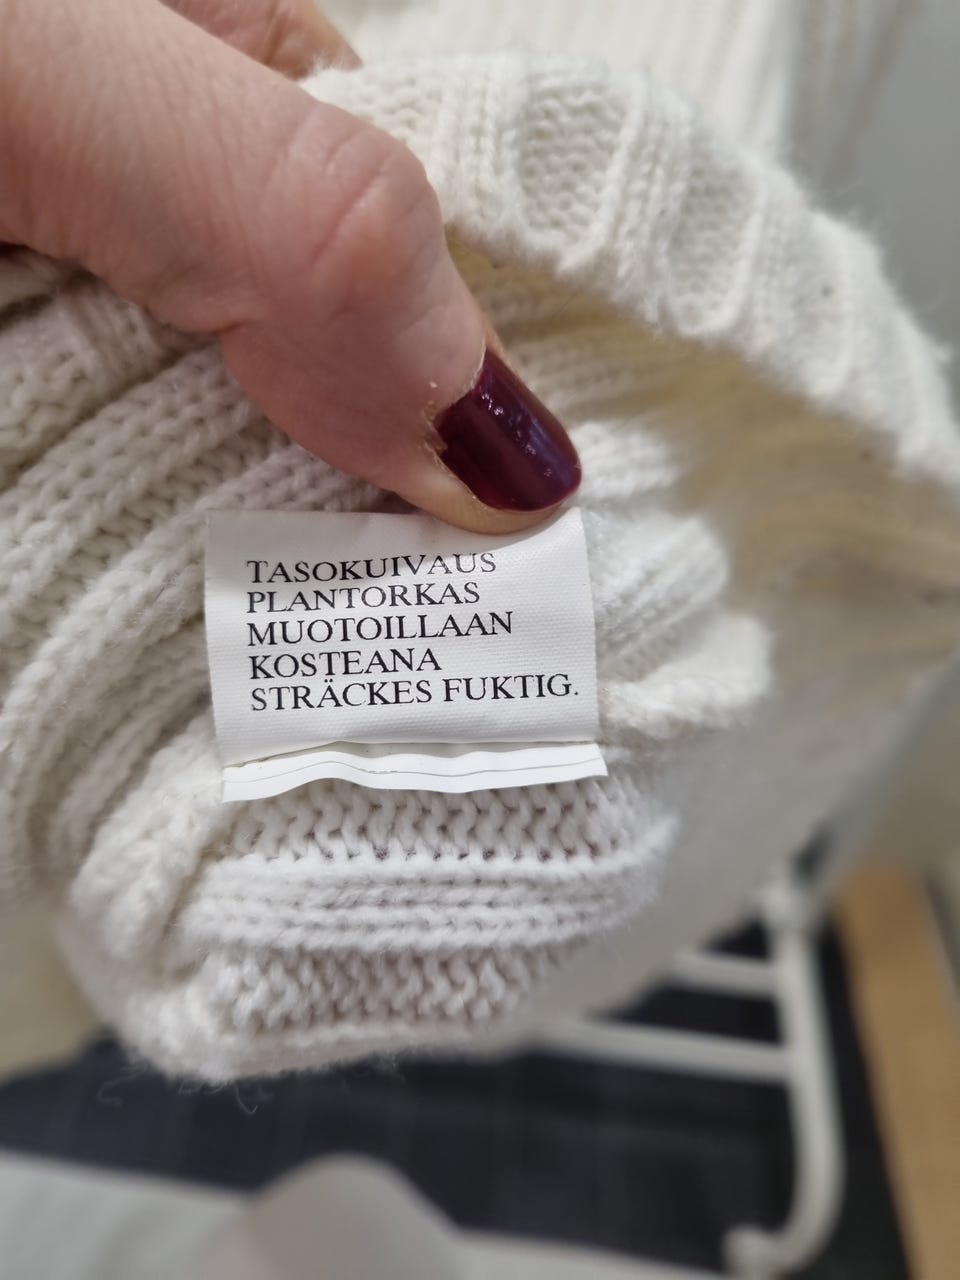 TASOKUIVAUS
PLANTORKAS
MUOTOILLAAN
KOSTEANA
STRÄCKES FUKTIG.